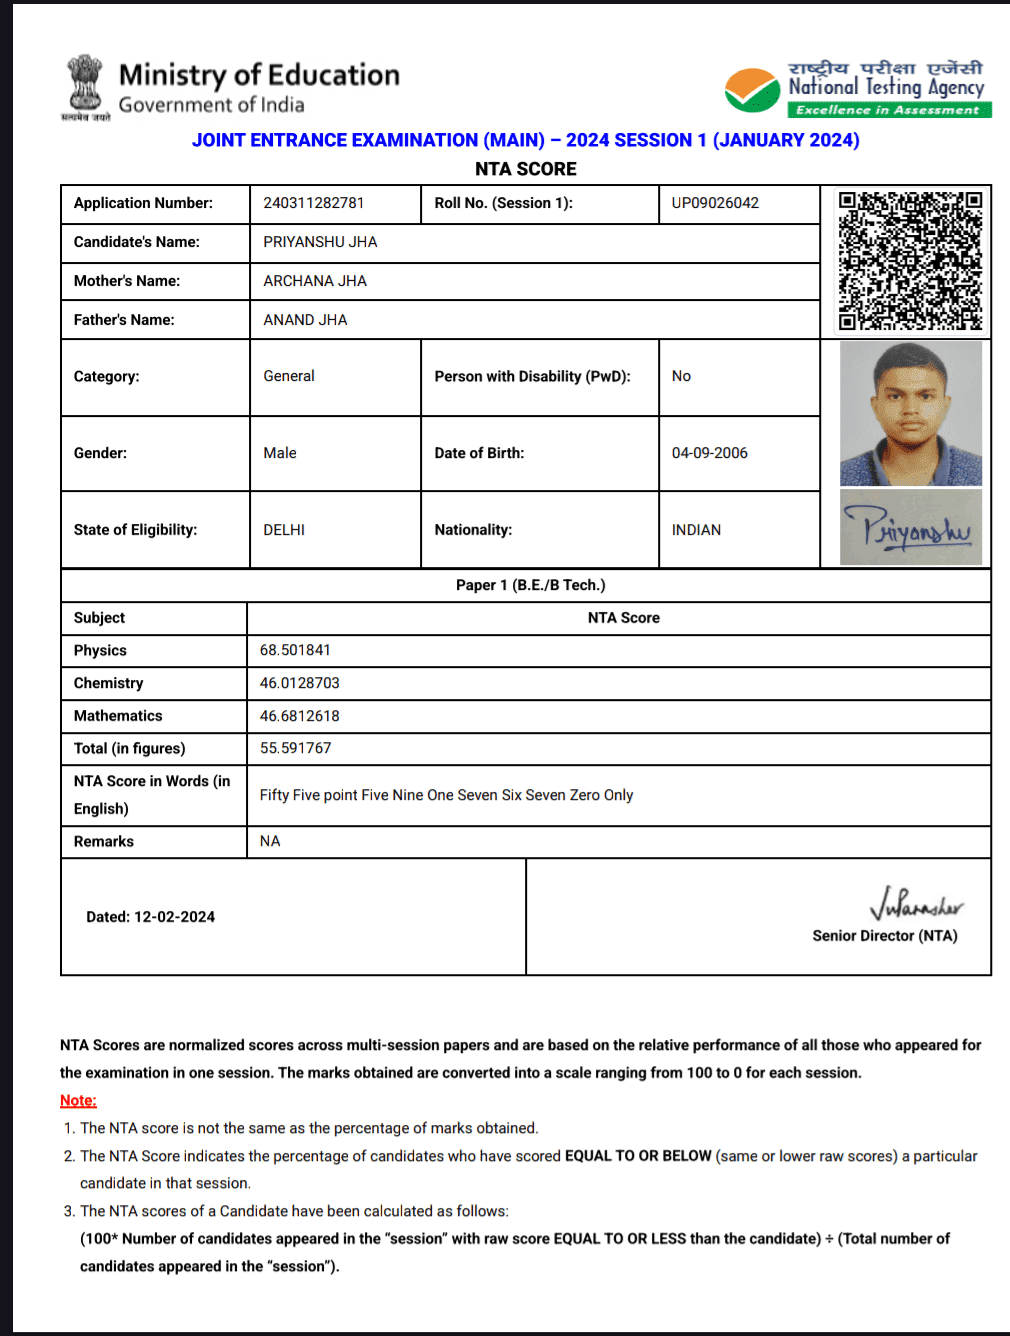 Ministry of Education
Government of India
सत्यमेव जयते
राष्ट्रीय परीक्षा एजेंसी
National Testing Agency
Excellence in Assessment
JOINT ENTRANCE EXAMINATION (MAIN) – 2024 SESSION 1 (JANUARY 2024)
NTA SCORE
Application Number: 240311282781 Roll No. (Session 1): UP09026042
Candidate's Name: PRIYANSHU JHA
Mother's Name: ARCHANA JHA
Father's Name: ANAND JHA
Category: General Person with Disability (PwD): No
Gender: Male Date of Birth: 04-09-2006
State of Eligibility: DELHI Nationality: INDIAN
Priyanshu
Paper 1 (B.E./B Tech.)
Subject NTA Score
Physics 68.501841
Chemistry 46.0128703
Mathematics 46.6812618
Total (in figures) 55.591767
NTA Score in Words (in
English) Fifty Five point Five Nine One Seven Six Seven Zero Only
Remarks NA
Dated: 12-02-2024
Senior Director (NTA)
NTA Scores are normalized scores across multi-session papers and are based on the relative performance of all those who appeared for
the examination in one session. The marks obtained are converted into a scale ranging from 100 to 0 for each session.
Note:
1. The NTA score is not the same as the percentage of marks obtained.
2. The NTA Score indicates the percentage of candidates who have scored EQUAL TO OR BELOW (same or lower raw scores) a particular
candidate in that session.
3. The NTA scores of a Candidate have been calculated as follows:
(100* Number of candidates appeared in the “session” with raw score EQUAL TO OR LESS than the candidate) ÷ (Total number of
candidates appeared in the “session”).